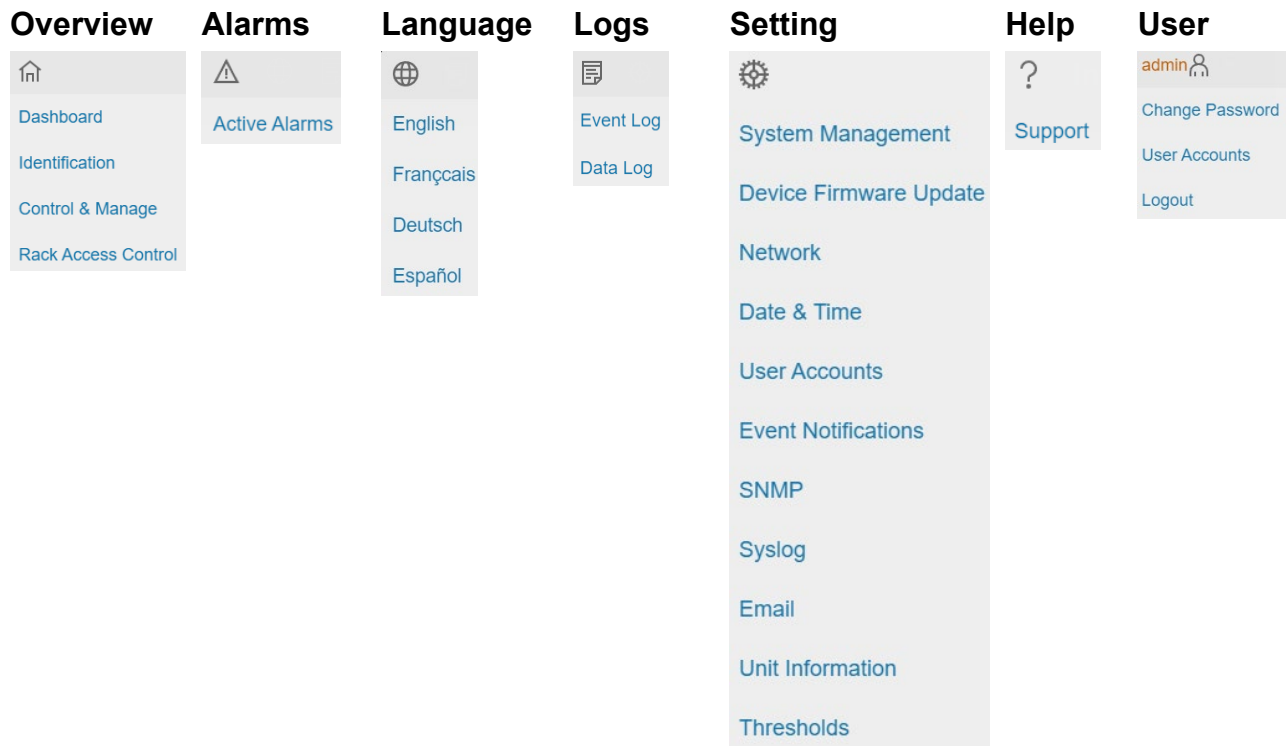 Overview
Dashboard
Identification
Control & Manage
Rack Access Control
Alarms
Active Alarms
Language
English
Françcais
Deutsch
Español
Logs
Event Log
Data Log
Setting
System Management
Device Firmware Update
Network
Date & Time
User Accounts
Event Notifications
SNMP
Syslog
Email
Unit Information
Thresholds
Help
?
Support
User
admin
Change Password
User Accounts
Logout